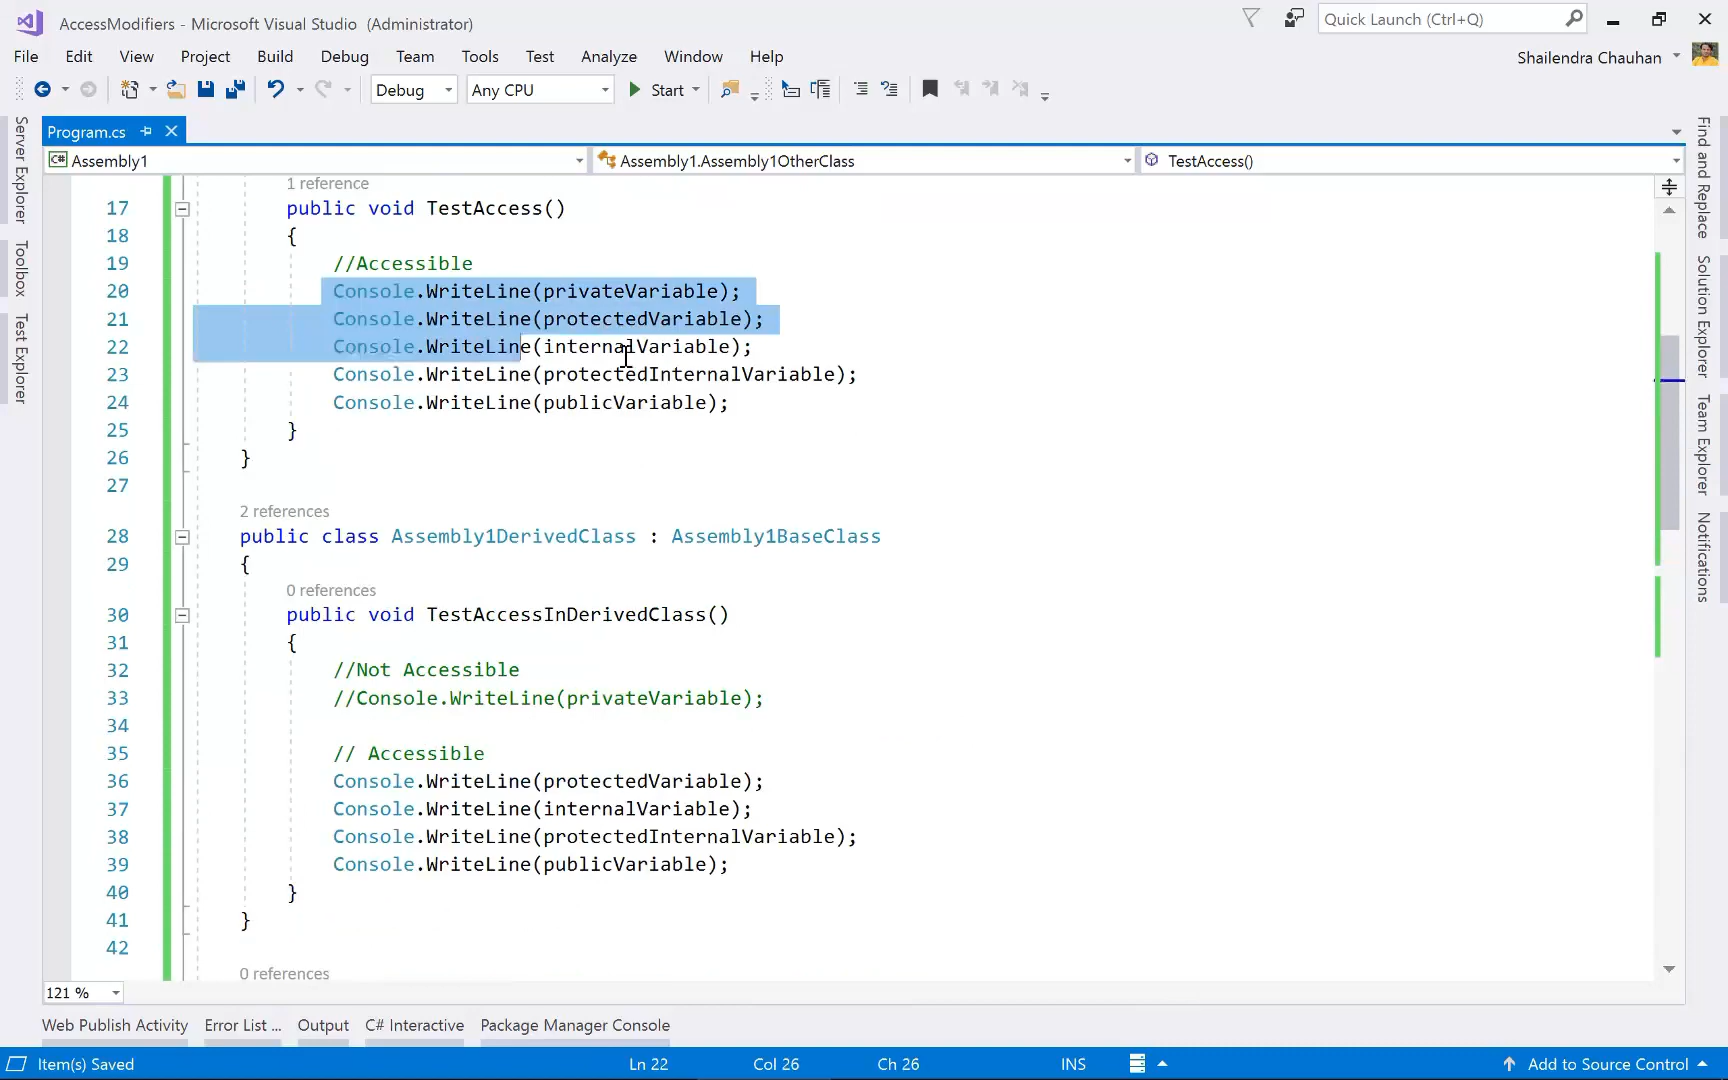 AccessModifiers - Microsoft Visual Studio (Administrator)
Quick Launch (Ctrl+Q)
File Edit View Project Build Debug Team Tools Test Analyze Window Help
Shailendra Chauhan
Debug Any CPU Start
Program.cs
C# Assembly1 Assembly1.Assembly1OtherClass TestAccess()
1 reference
17 public void TestAccess()
18 {
19 //Accessible
20 Console.WriteLine(privateVariable);
21 Console.WriteLine(protectedVariable);
22 Console.WriteLine(internalVariable);
23 Console.WriteLine(protectedInternalVariable);
24 Console.WriteLine(publicVariable);
25 }
26 }
27
2 references
28 public class Assembly1DerivedClass : Assembly1BaseClass
29 {
0 references
30 public void TestAccessInDerivedClass()
31 {
32 //Not Accessible
33 //Console.WriteLine(privateVariable);
34
35 // Accessible
36 Console.WriteLine(protectedVariable);
37 Console.WriteLine(internalVariable);
38 Console.WriteLine(protectedInternalVariable);
39 Console.WriteLine(publicVariable);
40 }
41 }
42
0 references
121 %
Server Explorer
Toolbox
Test Explorer
Find and Replace
Solution Explorer
Team Explorer
Notifications
Web Publish Activity Error List ... Output C# Interactive Package Manager Console
Item(s) Saved Ln 22 Col 26 Ch 26 INS Add to Source Control